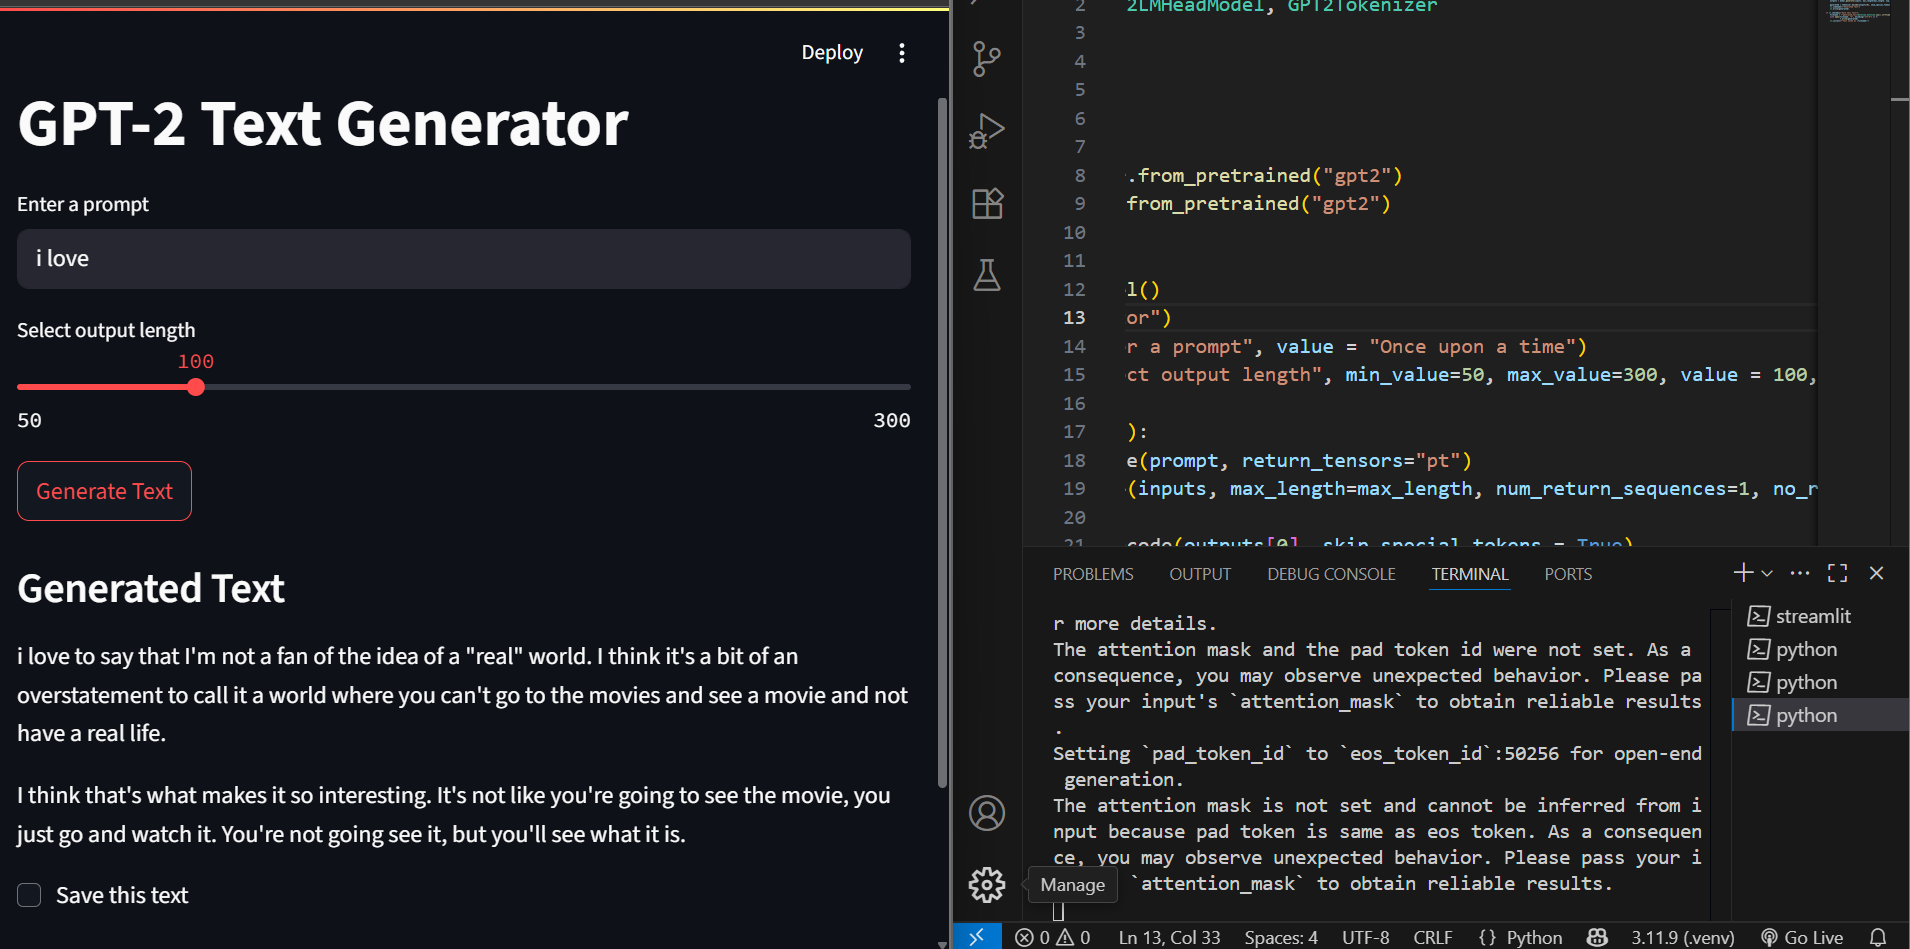 Deploy
GPT-2 Text Generator
Enter a prompt
i love
Select output length
100
50
300
Generate Text
Generated Text
i love to say that I'm not a fan of the idea of a "real" world. I think it's a bit of an
overstatement to call it a world where you can't go to the movies and see a movie and not
have a real life.
I think that's what makes it so interesting. It's not like you're going to see the movie, you
just go and watch it. You're not going see it, but you'll see what it is.
Save this text
2 2LMHeadModel, GPT2Tokenizer
3
4
5
6
7
8 .from_pretrained("gpt2")
9 from_pretrained("gpt2")
10
11
12 l()
13 or")
14 r a prompt", value = "Once upon a time")
15 ct output length", min_value=50, max_value=300, value = 100,
16
17 ):
18 e(prompt, return_tensors="pt")
19 (inputs, max_length=max_length, num_return_sequences=1, no_r
20
21 code(outputs[0], skip_special_tokens = True)
PROBLEMS OUTPUT DEBUG CONSOLE TERMINAL PORTS
r more details.
The attention mask and the pad token id were not set. As a
consequence, you may observe unexpected behavior. Please pa
ss your input's `attention_mask` to obtain reliable results
.
Setting `pad_token_id` to `eos_token_id`:50256 for open-end
generation.
The attention mask is not set and cannot be inferred from i
nput because pad token is same as eos token. As a consequen
ce, you may observe unexpected behavior. Please pass your i
`attention_mask` to obtain reliable results.
streamlit
python
python
python
Manage
0 0 Ln 13, Col 33 Spaces: 4 UTF-8 CRLF {} Python 3.11.9 (.venv) Go Live